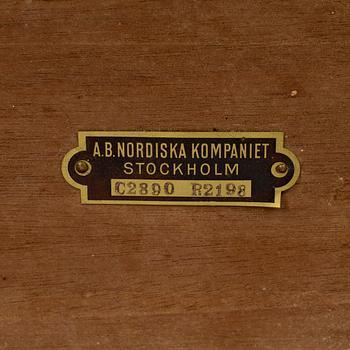 A.B. NORDISKA KOMPANIET
STOCKHOLM
C2890 R2198